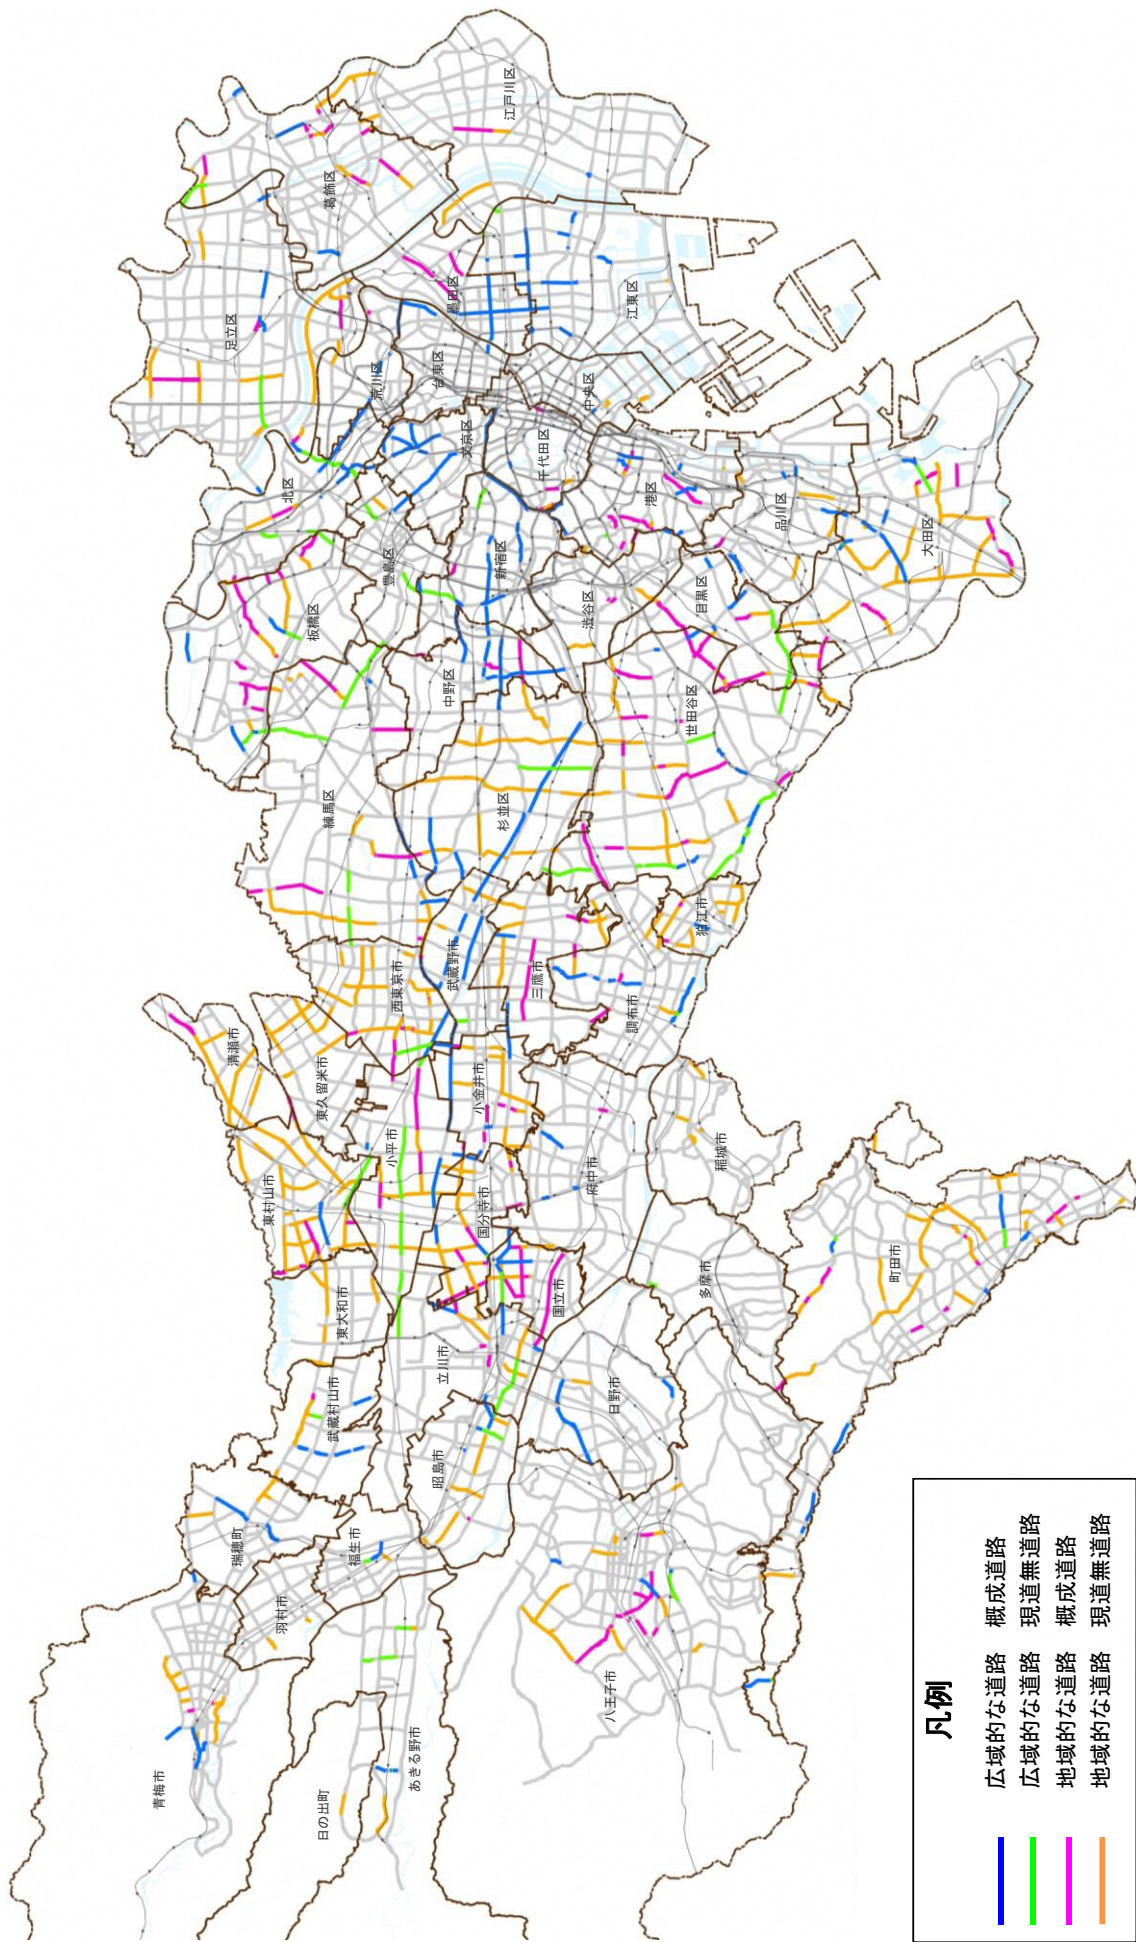 江戸川区
葛飾区
足立区
墨田区
江東区
荒川区
台東区
中央区
文京区
千代田区
北区
港区
品川区
大田区
豊島区
新宿区
渋谷区
目黒区
板橋区
中野区
世田谷区
練馬区
杉並区
狛江市
武蔵野市
西東京市
三鷹市
調布市
清瀬市
東久留米市
小金井市
小平市
東村山市
国分寺市
府中市
稲城市
町田市
多摩市
国立市
東大和市
立川市
日野市
武蔵村山市
昭島市
瑞穂町
福生市
羽村市
八王子市
あきる野市
日の出町
青梅市
凡例
広域的な道路 概成道路
広域的な道路 現道無道路
地域的な道路 概成道路
地域的な道路 現道無道路